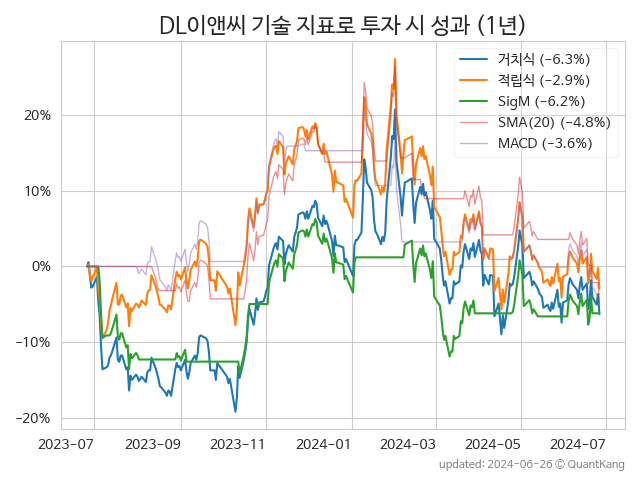 DL이앤씨 기술 지표로 투자 시 성과 (1년)
거치식 (-6.3%)
적립식 (-2.9%)
SigM (-6.2%)
SMA(20) (-4.8%)
MACD (-3.6%)
20%
10%
0%
-10%
-20%
2023-07 2023-09 2023-11 2024-01 2024-03 2024-05 2024-07
updated: 2024-06-26 ⓒ QuantKang